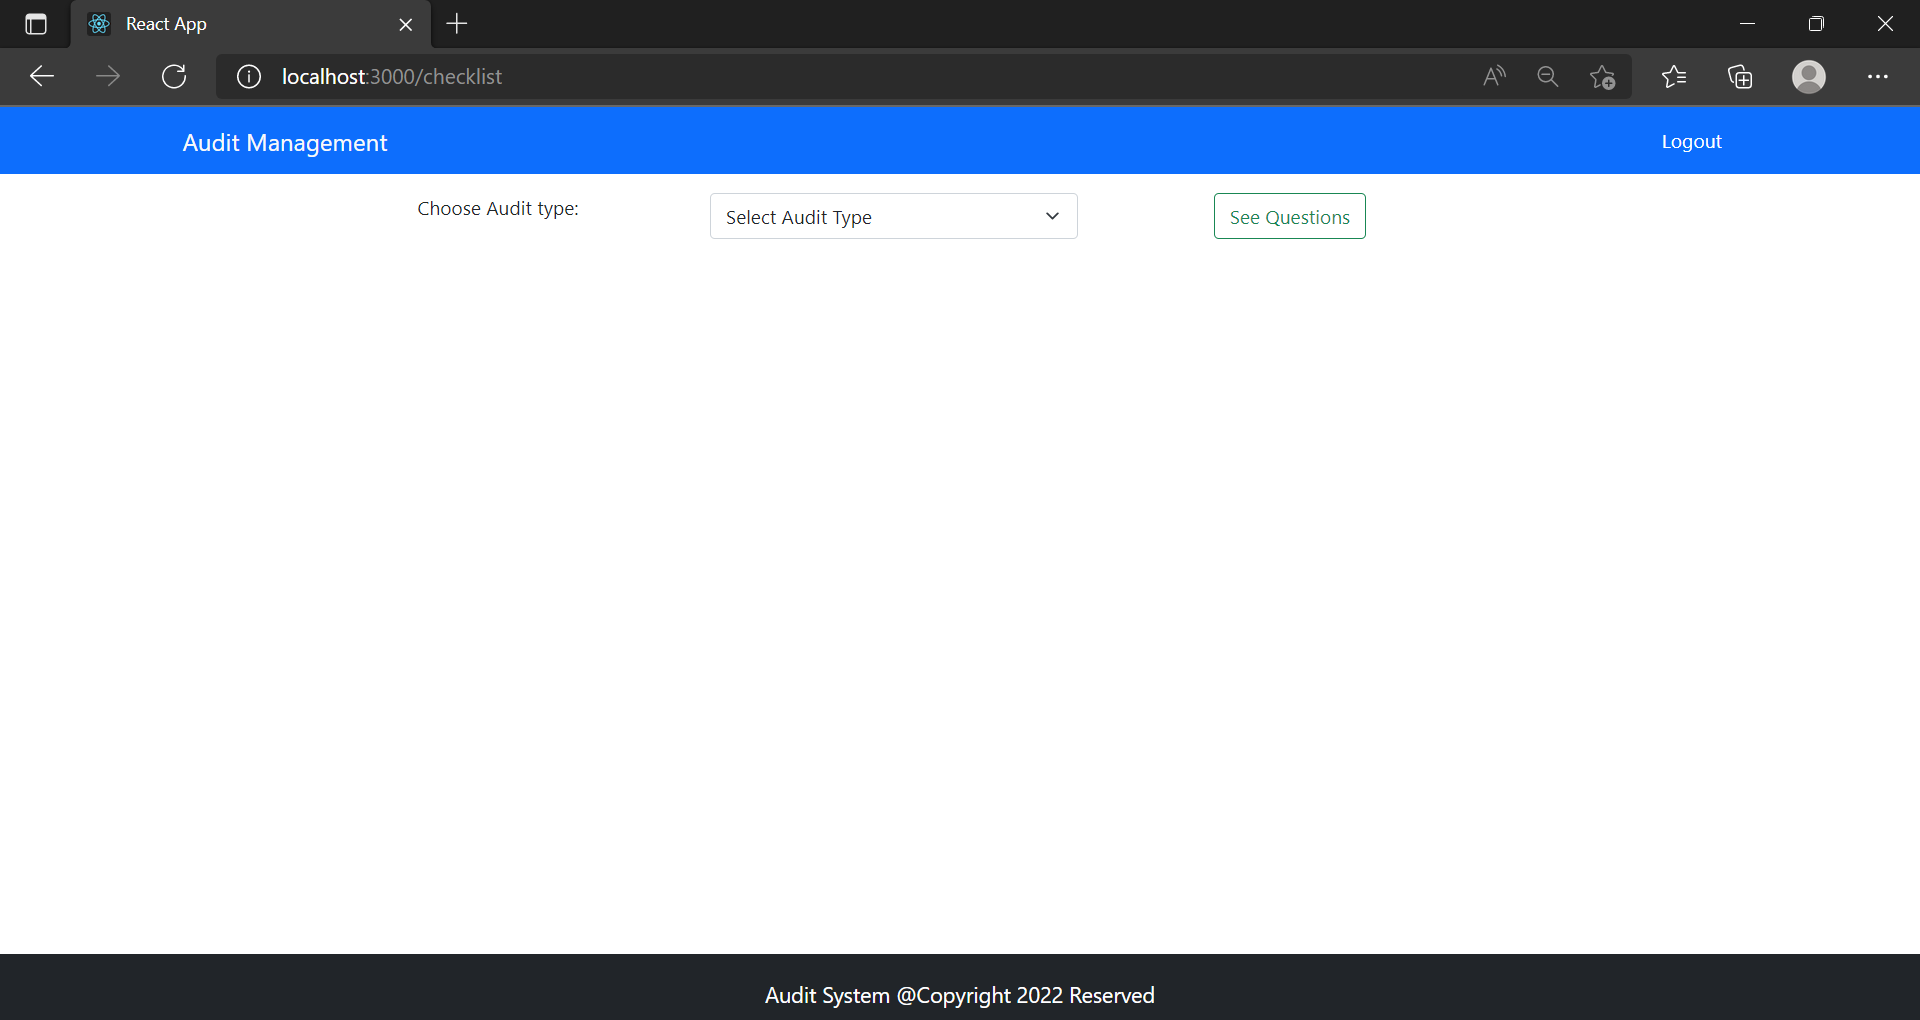 React App
localhost:3000/checklist
Audit Management
Logout
Choose Audit type:
Select Audit Type
See Questions
Audit System @Copyright 2022 Reserved